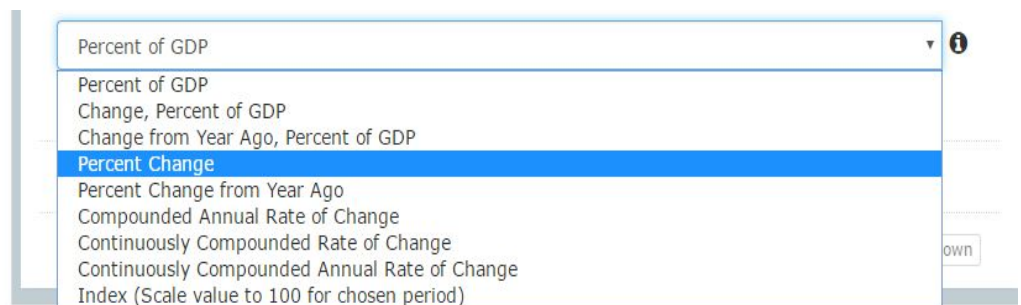 Percent of GDP
Percent of GDP
Change, Percent of GDP
Change from Year Ago, Percent of GDP
Percent Change
Percent Change from Year Ago
Compounded Annual Rate of Change
Continuously Compounded Rate of Change
own
Continuously Compounded Annual Rate of Change
Index (Scale value to 100 for chosen period)